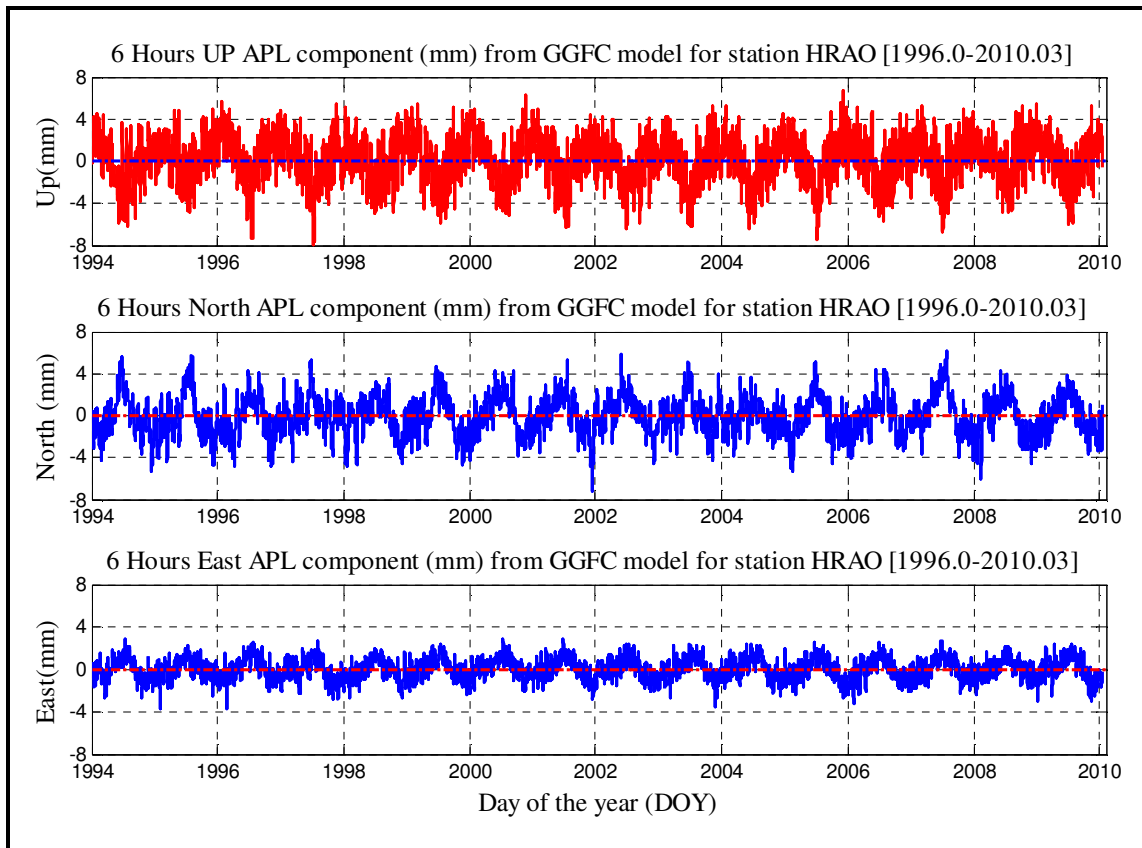 6 Hours UP APL component (mm) from GGFC model for station HRAO [1996.0-2010.03]
8
4
0
-4
-8
Up(mm)
1994 1996 1998 2000 2002 2004 2006 2008 2010
6 Hours North APL component (mm) from GGFC model for station HRAO [1996.0-2010.03]
8
4
0
-4
-8
North (mm)
1994 1996 1998 2000 2002 2004 2006 2008 2010
6 Hours East APL component (mm) from GGFC model for station HRAO [1996.0-2010.03]
8
4
0
-4
-8
East(mm)
1994 1996 1998 2000 2002 2004 2006 2008 2010
Day of the year (DOY)